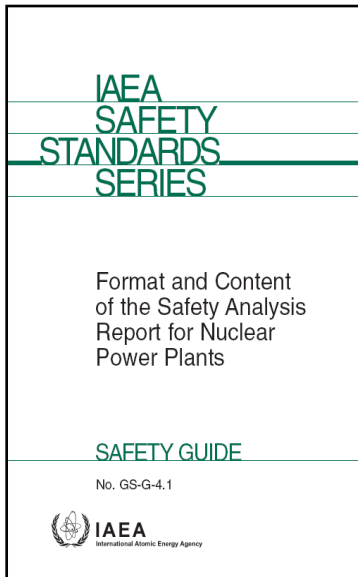 IAEA
SAFETY
STANDARDS
SERIES
Format and Content
of the Safety Analysis
Report for Nuclear
Power Plants
SAFETY GUIDE
No. GS-G-4.1
IAEA
International Atomic Energy Agency